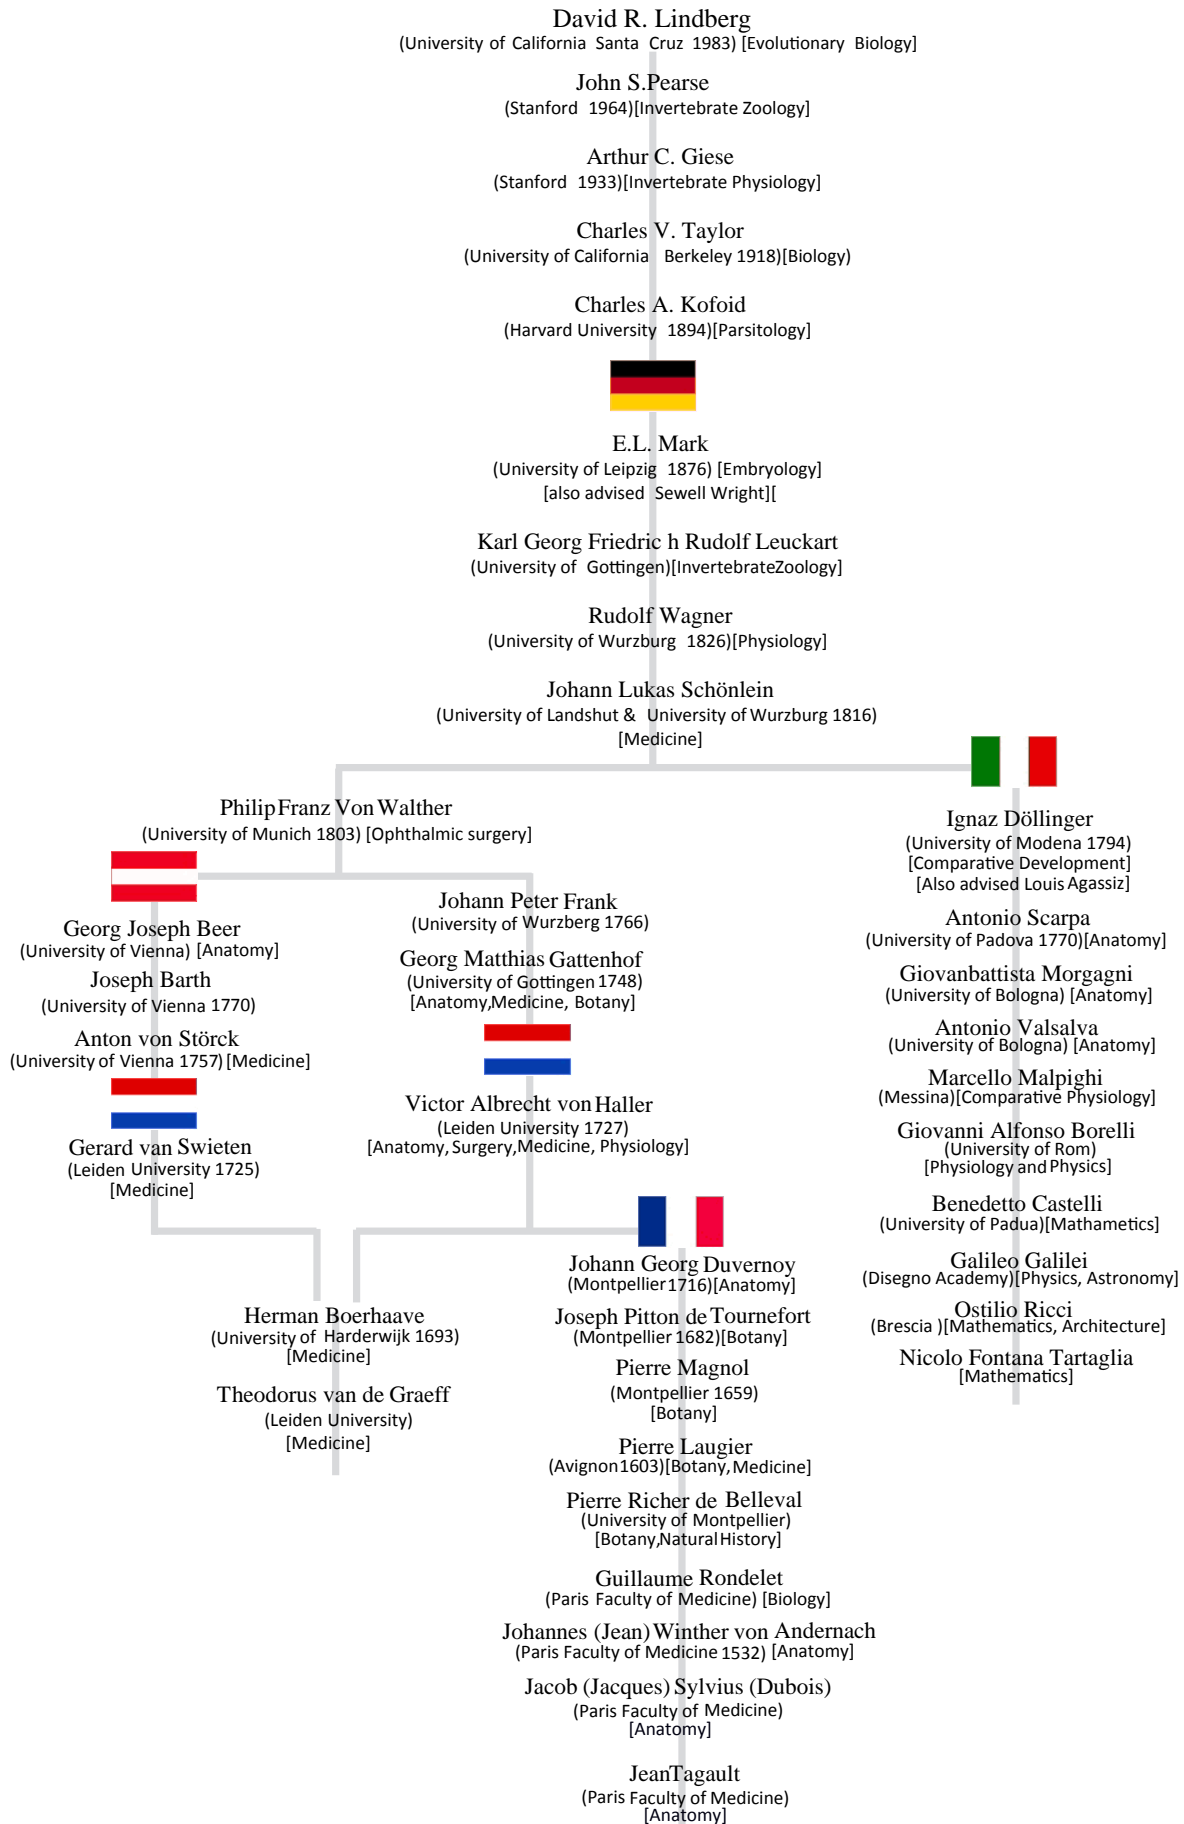 David R. Lindberg
(University of California Santa Cruz 1983) [Evolutionary Biology]
John S.Pearse
(Stanford 1964)[Invertebrate Zoology]
Arthur C. Giese
(Stanford 1933)[Invertebrate Physiology]
Charles V. Taylor
(University of California Berkeley 1918)[Biology)
Charles A. Kofoid
(Harvard University 1894)[Parsitology]
E.L. Mark
(University of Leipzig 1876) [Embryology]
[also advised Sewell Wright][
Karl Georg Friedric h Rudolf Leuckart
(University of Gottingen)[InvertebrateZoology]
Rudolf Wagner
(University of Wurzburg 1826)[Physiology]
Johann Lukas Schönlein
(University of Landshut & University of Wurzburg 1816)
[Medicine]
Philip Franz Von Walther
(University of Munich 1803) [Ophthalmic surgery]
Georg Joseph Beer
(University of Vienna) [Anatomy]
Joseph Barth
(University of Vienna 1770)
Anton von Störck
(University of Vienna 1757) [Medicine]
Gerard van Swieten
(Leiden University 1725)
[Medicine]
Johann Peter Frank
(University of Wurzberg 1766)
Georg Matthias Gattenhof
(University of Gottingen 1748)
[Anatomy,Medicine, Botany]
Victor Albrecht von Haller
(Leiden University 1727)
[Anatomy, Surgery,Medicine, Physiology]
Herman Boerhaave
(University of Harderwijk 1693)
[Medicine]
Theodorus van de Graeff
(Leiden University)
[Medicine]
Johann Georg Duvernoy
(Montpellier 1716)[Anatomy]
Joseph Pitton de Tournefort
(Montpellier 1682)[Botany]
Pierre Magnol
(Montpellier 1659)
[Botany]
Pierre Laugier
(Avignon 1603)[Botany, Medicine]
Pierre Richer de Belleval
(University of Montpellier)
[Botany,Natural History]
Guillaume Rondelet
(Paris Faculty of Medicine) [Biology]
Johannes (Jean) Winther von Andernach
(Paris Faculty of Medicine 1532) [Anatomy]
Jacob (Jacques) Sylvius (Dubois)
(Paris Faculty of Medicine)
[Anatomy]
JeanTagault
(Paris Faculty of Medicine)
[Anatomy]
Ignaz Döllinger
(University of Modena 1794)
[Comparative Development]
[Also advised Louis Agassiz]
Antonio Scarpa
(University of Padova 1770)[Anatomy]
Giovanbattista Morgagni
(University of Bologna) [Anatomy]
Antonio Valsalva
(University of Bologna) [Anatomy]
Marcello Malpighi
(Messina)[Comparative Physiology]
Giovanni Alfonso Borelli
(University of Rom)
[Physiology and Physics]
Benedetto Castelli
(University of Padua)[Mathametics]
Galileo Galilei
(Disegno Academy)[Physics, Astronomy]
Ostilio Ricci
(Brescia )[Mathematics, Architecture]
Nicolo Fontana Tartaglia
[Mathematics]